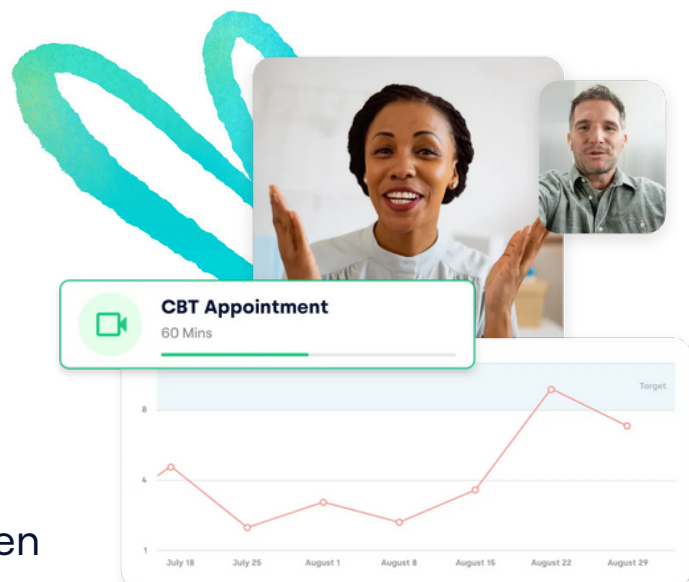 CBT Appointment
60 Mins
Target
8
4
1
July 18 July 25 August 1 August 8 August 15 August 22 August 29
en